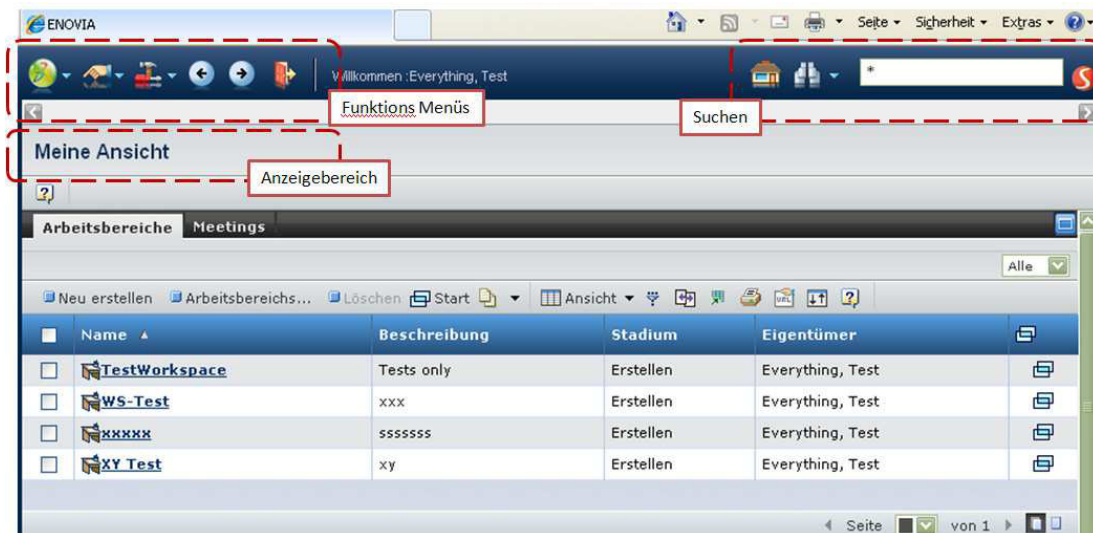 ENOVIA
Seite Sicherheit Extras
Willkommen :Everything, Test
*
Funktions Menüs
Suchen
Meine Ansicht
Anzeigebereich
Arbeitsbereiche Meetings
Alle
Neu erstellen Arbeitsbereichs... Löschen Start Ansicht
Name Beschreibung Stadium Eigentümer
TestWorkspace Tests only Erstellen Everything, Test
WS-Test xxx Erstellen Everything, Test
xxxxx sssssss Erstellen Everything, Test
XY Test xy Erstellen Everything, Test
Seite von 1